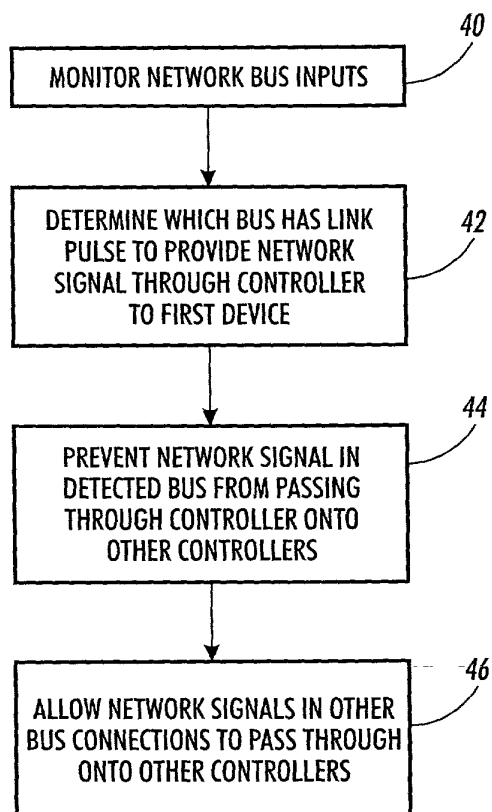 40
MONITOR NETWORK BUS INPUTS
42
DETERMINE WHICH BUS HAS LINK
PULSE TO PROVIDE NETWORK
SIGNAL THROUGH CONTROLLER
TO FIRST DEVICE
44
PREVENT NETWORK SIGNAL IN
DETECTED BUS FROM PASSING
THROUGH CONTROLLER ONTO
OTHER CONTROLLERS
46
ALLOW NETWORK SIGNALS IN OTHER
BUS CONNECTIONS TO PASS THROUGH
ONTO OTHER CONTROLLERS